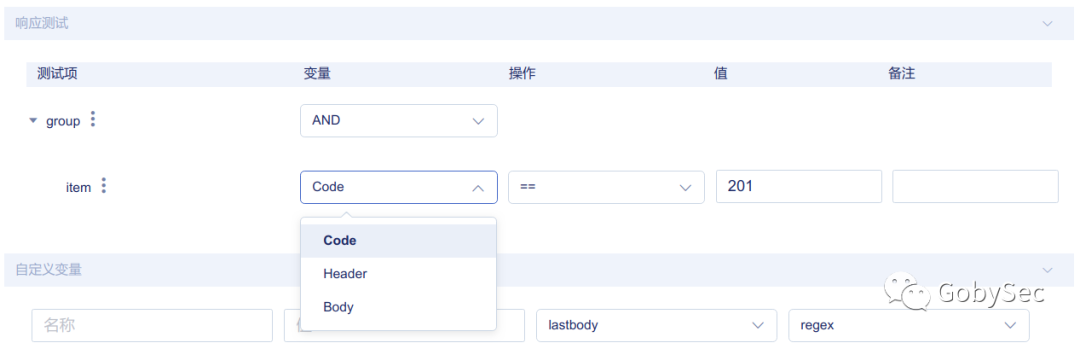 响应测试
测试项 变量 操作 值 备注
group AND
item Code == 201
Code
Header
Body
自定义变量
GobySec
名称 lastbody regex